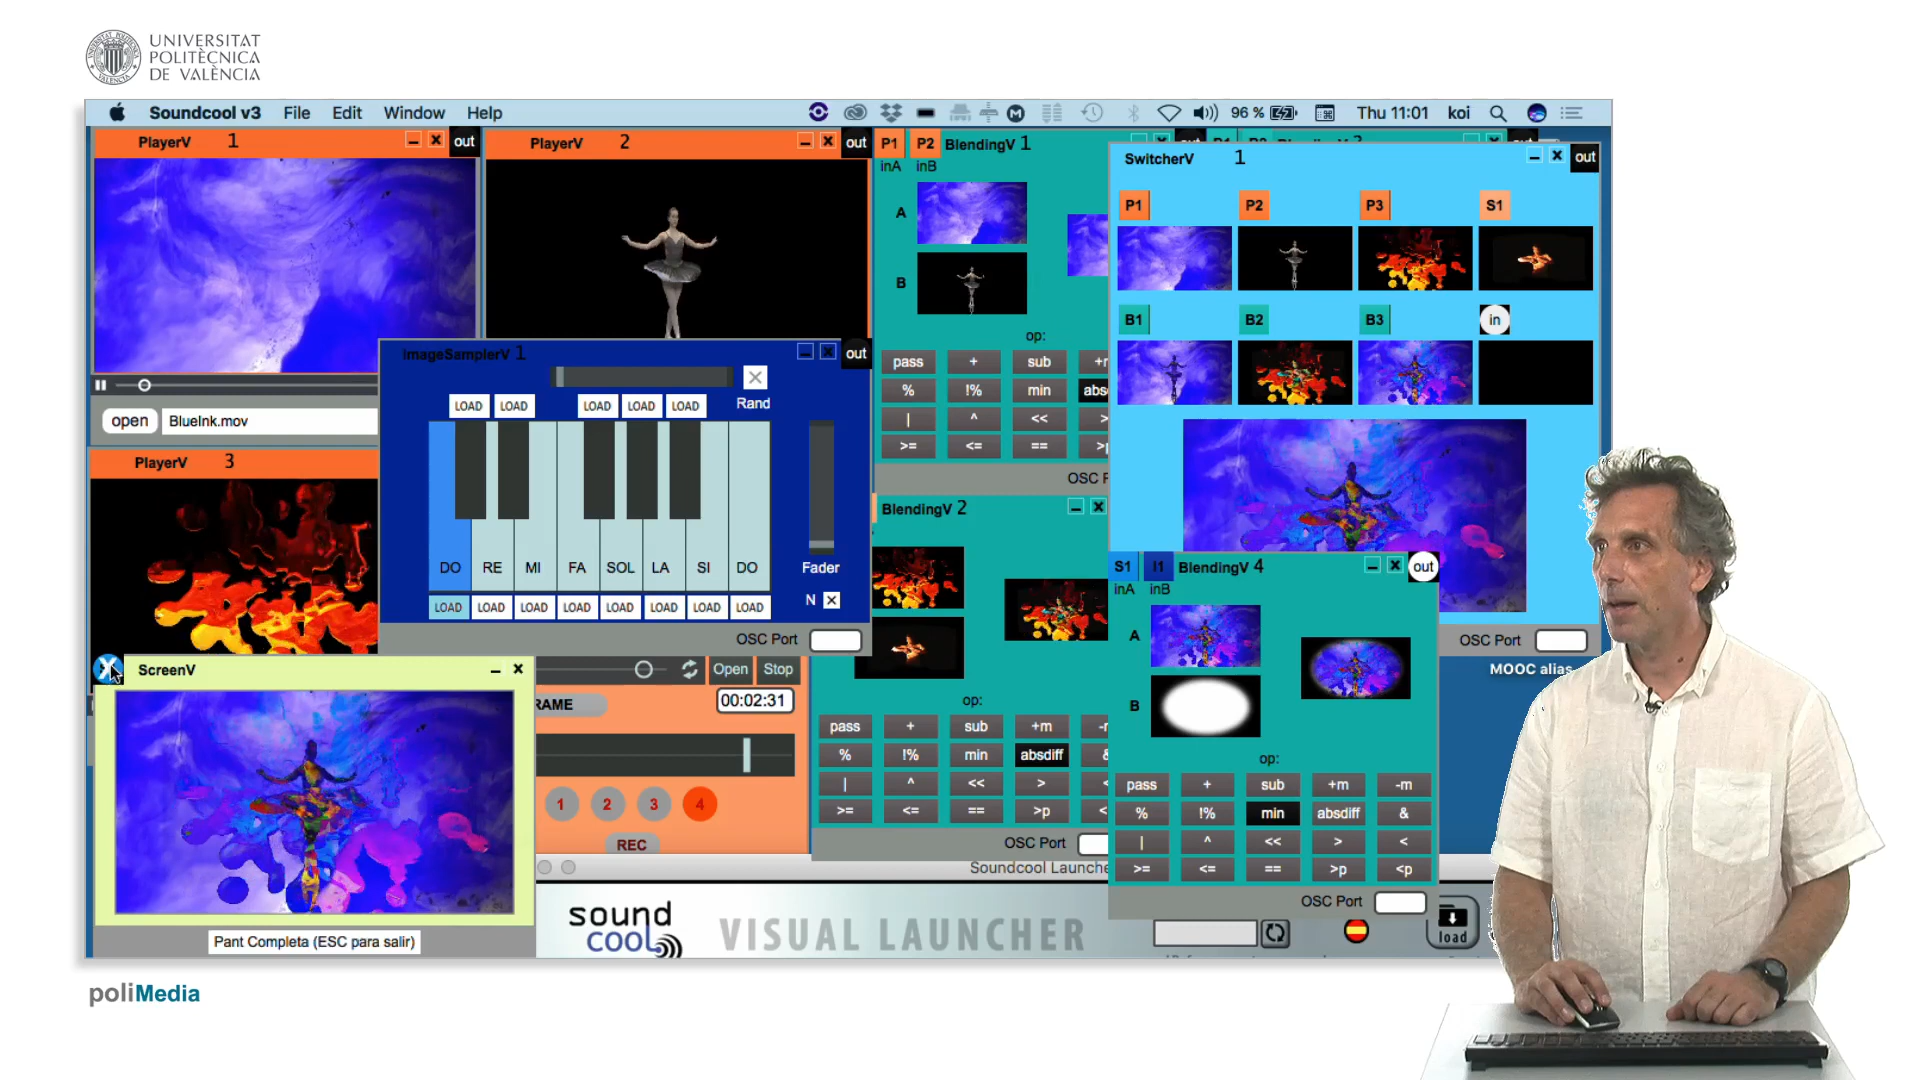 UNIVERSITAT
POLITÈCNICA
DE VALÈNCIA
Soundcool v3 File Edit Window Help
96 % Thu 11:01 koi
PlayerV 1 out
PlayerV 2 out
P1 P2 BlendingV 1
inA inB
A
B
op:
pass + sub
% !% min
| ^ <<
>= <= ==
SwitcherV 1 out
P1 P2 P3 S1
B1 B2 B3 in
OSC Port
MOOC alias
open BlueInk.mov
PlayerV 3
ImageSamplerV 1 out
LOAD LOAD LOAD LOAD LOAD Rand
DO RE MI FA SOL LA SI DO
LOAD LOAD LOAD LOAD LOAD LOAD LOAD LOAD
Fader
N
OSC Port
BlendingV 2
op:
pass + sub +m
% !% min absdiff
| ^ << >
>= <= == >p
OSC Port
S1 I1 BlendingV 4 out
inA inB
A
B
op:
pass + sub +m -m
% !% min absdiff &
| ^ << > <
>= <= == >p <p
OSC Port
ScreenV
Pant Completa (ESC para salir)
Open Stop
00:02:31
1 2 3 4
REC
sound
cool
VISUAL LAUNCHER
load
poliMedia